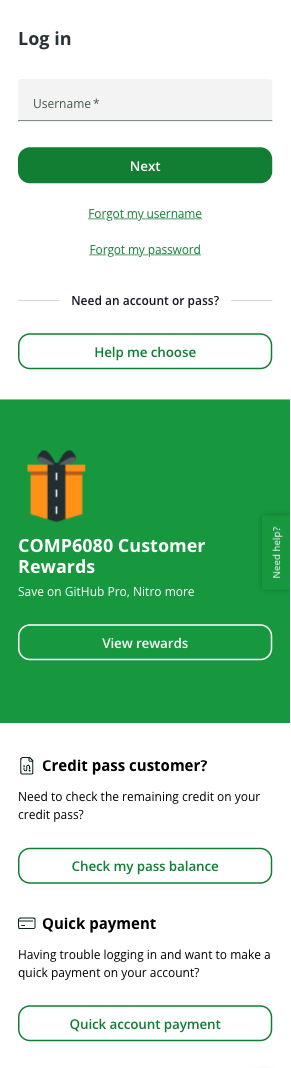 Log in
Username *
Next
Forgot my username
Forgot my password
Need an account or pass?
Help me choose
COMP6080 Customer
Rewards
Save on GitHub Pro, Nitro more
Need help?
View rewards
Credit pass customer?
Need to check the remaining credit on your
credit pass?
Check my pass balance
Quick payment
Having trouble logging in and want to make a
quick payment on your account?
Quick account payment